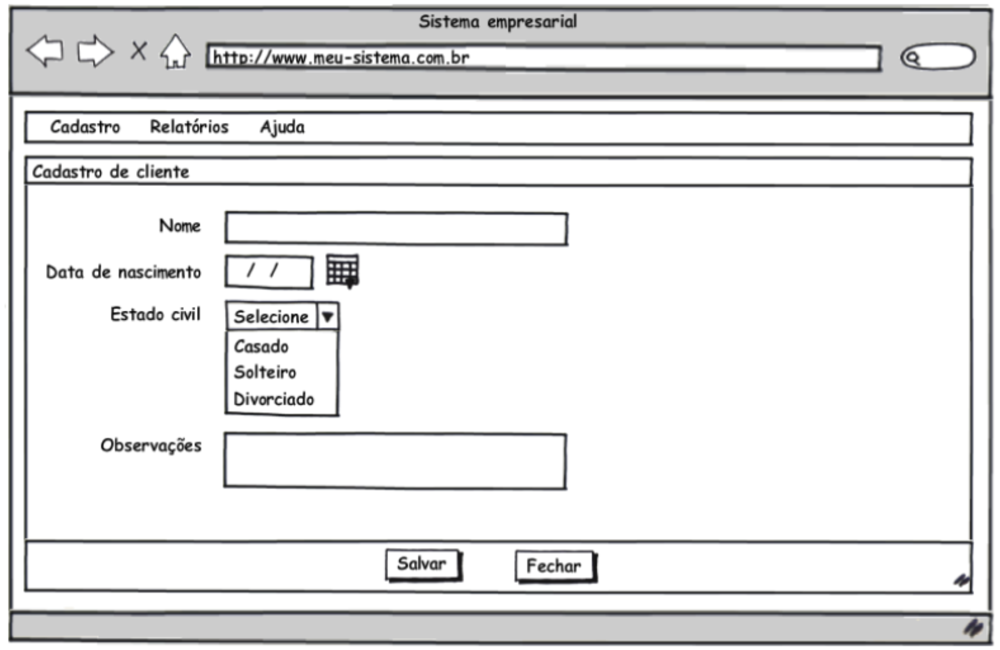 Sistema empresarial
http://www.meu-sistema.com.br
Cadastro Relatórios Ajuda
Cadastro de cliente
Nome
Data de nascimento / /
Estado civil Selecione
Casado
Solteiro
Divorciado
Observações
Salvar Fechar